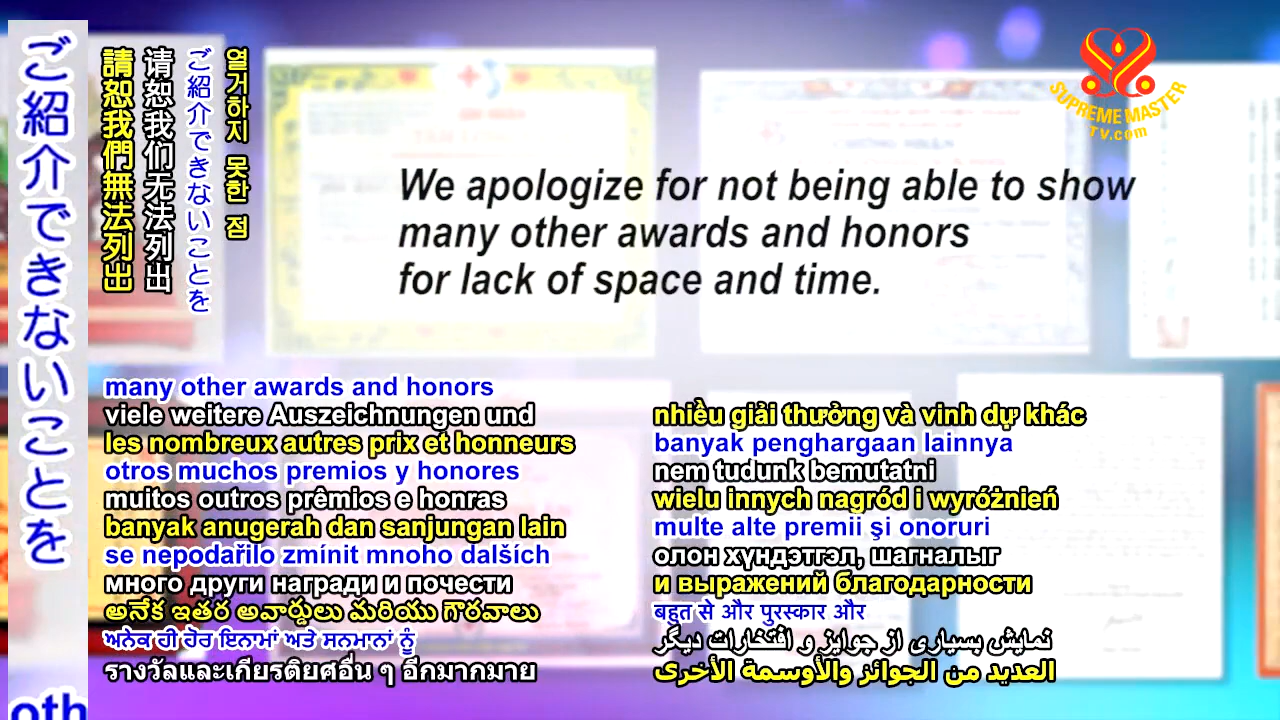 ご紹介できないことを
請恕我們無法列出
请恕我们无法列出
ご紹介できないことを
열거하지 못한 점
SUPREME MASTER
TV.com
We apologize for not being able to show
many other awards and honors
for lack of space and time.
many other awards and honors
viele weitere Auszeichnungen und
les nombreux autres prix et honneurs
otros muchos premios y honores
muitos outros prêmios e honras
banyak anugerah dan sanjungan lain
se nepodařilo zmínit mnoho dalších
много други награди и почести
అనేక ఇతర అవార్డులు మరియు గౌరవాలు
ਅਨੇਕ ਹੀ ਹੋਰ ਇਨਾਮਾਂ ਅਤੇ ਸਨਮਾਨਾਂ ਨੂੰ
รางวัลและเกียรติยศอื่น ๆ อีกมากมาย
nhiều giải thưởng và vinh dự khác
banyak penghargaan lainnya
nem tudunk bemutatni
wielu innych nagród i wyróżnień
multe alte premii şi onoruri
олон хүндэтгэл, шагналыг
и выражений благодарности
बहुत से और पुरस्कार और
نمایش بسیاری از جوایز و افتخارات دیگر
العديد من الجوائز والأوسمة الأخرى
oth